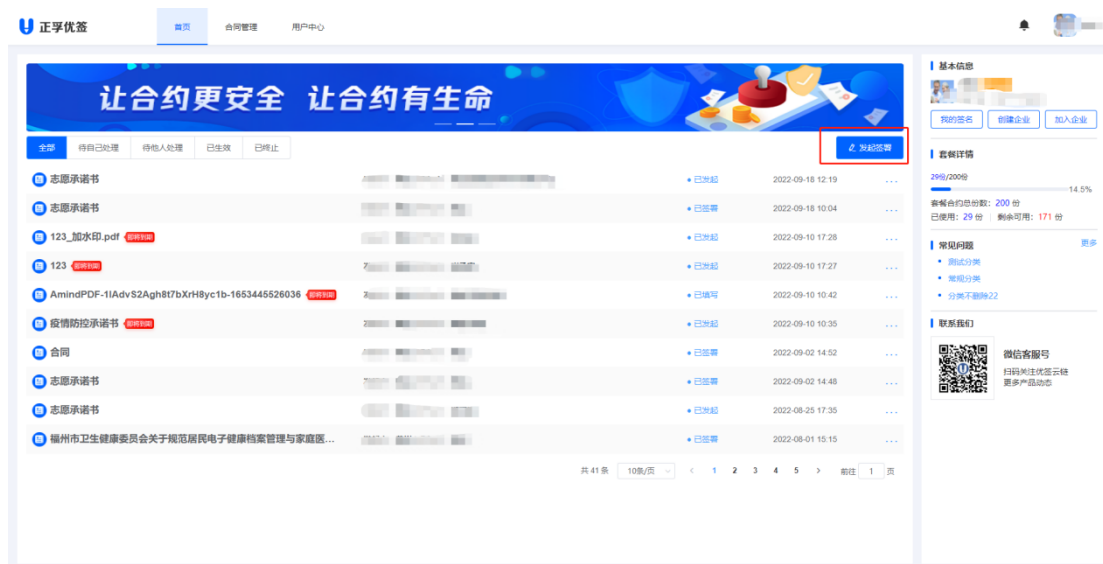 正孚优签 首页 合同管理 用户中心
让合约更安全 让合约有生命
全部 待自己处理 待他人处理 已生效 已终止 发起签署
志愿承诺书 已发起 2022-09-18 12:19 ...
志愿承诺书 已签署 2022-09-18 10:04 ...
123_加水印.pdf 即将到期 已发起 2022-09-10 17:28 ...
123 即将到期 已发起 2022-09-10 17:27 ...
AmindPDF-1lAdvS2Agh8t7bXrH8yc1b-1653445526036 即将到期 已填写 2022-09-10 10:42 ...
疫情防控承诺书 即将到期 已发起 2022-09-10 10:35 ...
合同 已签署 2022-09-02 14:52 ...
志愿承诺书 已签署 2022-09-02 14:48 ...
志愿承诺书 已发起 2022-08-25 17:35 ...
福州市卫生健康委员会关于规范居民电子健康档案管理与家庭医... 已签署 2022-08-01 15:15 ...
共 41 条 10条/页 < 1 2 3 4 5 > 前往 1 页
基本信息
我的签名 创建企业 加入企业
套餐详情
29份/200份
14.5%
套餐合约总份数: 200 份
已使用: 29 份 | 剩余可用: 171 份
常见问题 更多
测试分类
常规分类
分类不删除22
联系我们
微信客服号
扫码关注优签云链
更多产品动态